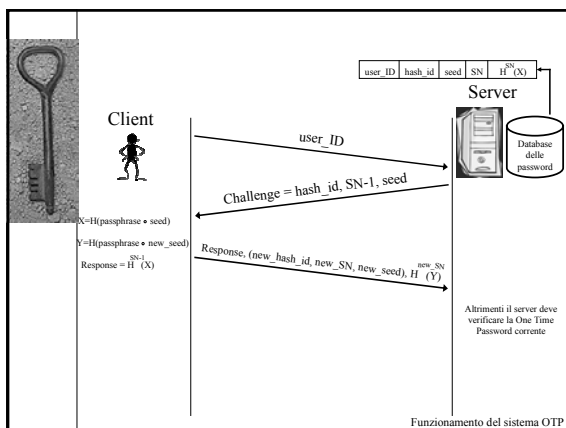 user_ID hash_id seed SN H^SN(X)
Server
Client
Database
delle
password
user_ID
Challenge = hash_id, SN-1, seed
X=H(passphrase∘seed)
Y=H(passphrase∘new_seed)
Response = H^SN-1(X)
Response, (new_hash_id, new_SN, new_seed), H^new_SN(Y)
Altrimenti il server deve
verificare la One Time
Password corrente
Funzionamento del sistema OTP